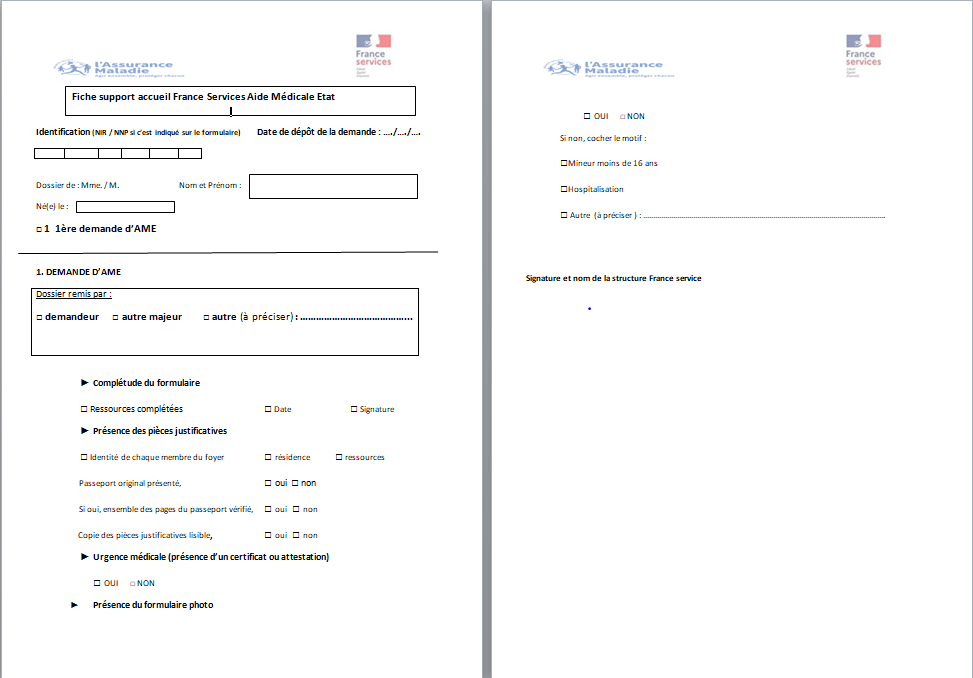 l'Assurance
Maladie
agir ensemble, protéger chacun
France
services
Fiche support accueil France Services Aide Médicale Etat
Identification (NIR / NNP si c'est indiqué sur le formulaire) Date de dépôt de la demande : …./…./….
Dossier de : Mme. / M. Nom et Prénom :
Né(e) le :
□ 1 1ère demande d'AME
1. DEMANDE D'AME
Dossier remis par :
□ demandeur □ autre majeur □ autre (à préciser) : ……………………………………
► Complétude du formulaire
□ Ressources complétées □ Date □ Signature
► Présence des pièces justificatives
□ Identité de chaque membre du foyer □ résidence □ ressources
Passeport original présenté, □ oui □ non
Si oui, ensemble des pages du passeport vérifié, □ oui □ non
Copie des pièces justificatives lisible, □ oui □ non
► Urgence médicale (présence d'un certificat ou attestation)
□ OUI □ NON
► Présence du formulaire photo
l'Assurance
Maladie
agir ensemble, protéger chacun
France
services
□ OUI □ NON
Si non, cocher le motif :
□Mineur moins de 16 ans
□Hospitalisation
□ Autre (à préciser ) : ……………………………………………………………………………
Signature et nom de la structure France service